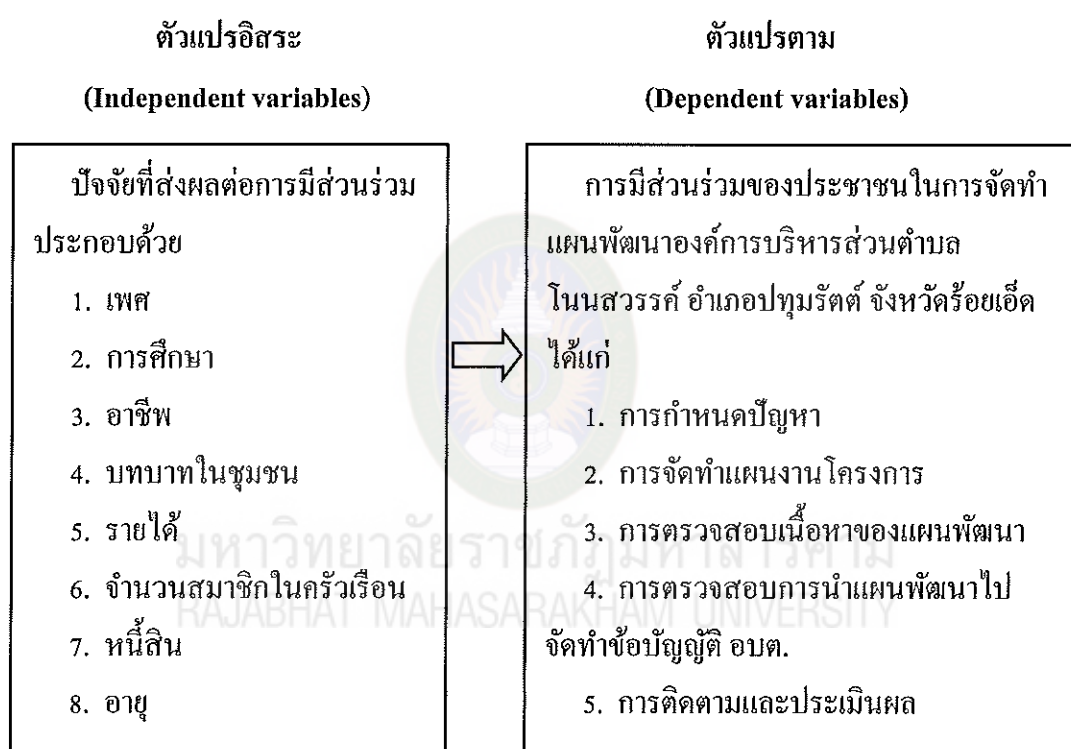 ตัวแปรอิสระ
(Independent variables)
ปัจจัยที่ส่งผลต่อการมีส่วนร่วม
ประกอบด้วย
1. เพศ
2. การศึกษา
3. อาชีพ
4. บทบาทในชุมชน
5. รายได้
6. จำนวนสมาชิกในครัวเรือน
7. หนี้สิน
8. อายุ
ตัวแปรตาม
(Dependent variables)
การมีส่วนร่วมของประชาชนในการจัดทำ
แผนพัฒนาองค์การบริหารส่วนตำบล
โนนสวรรค์ อำเภอปทุมรัตต์ จังหวัดร้อยเอ็ด
ได้แก่
1. การกำหนดปัญหา
2. การจัดทำแผนงานโครงการ
3. การตรวจสอบเนื้อหาของแผนพัฒนา
4. การตรวจสอบการนำแผนพัฒนาไป
จัดทำข้อบัญญัติ อบต.
5. การติดตามและประเมินผล
มหาวิทยาลัยราชภัฏมหาสารคาม
RAJABHAT MAHASARAKHAM UNIVERSITY